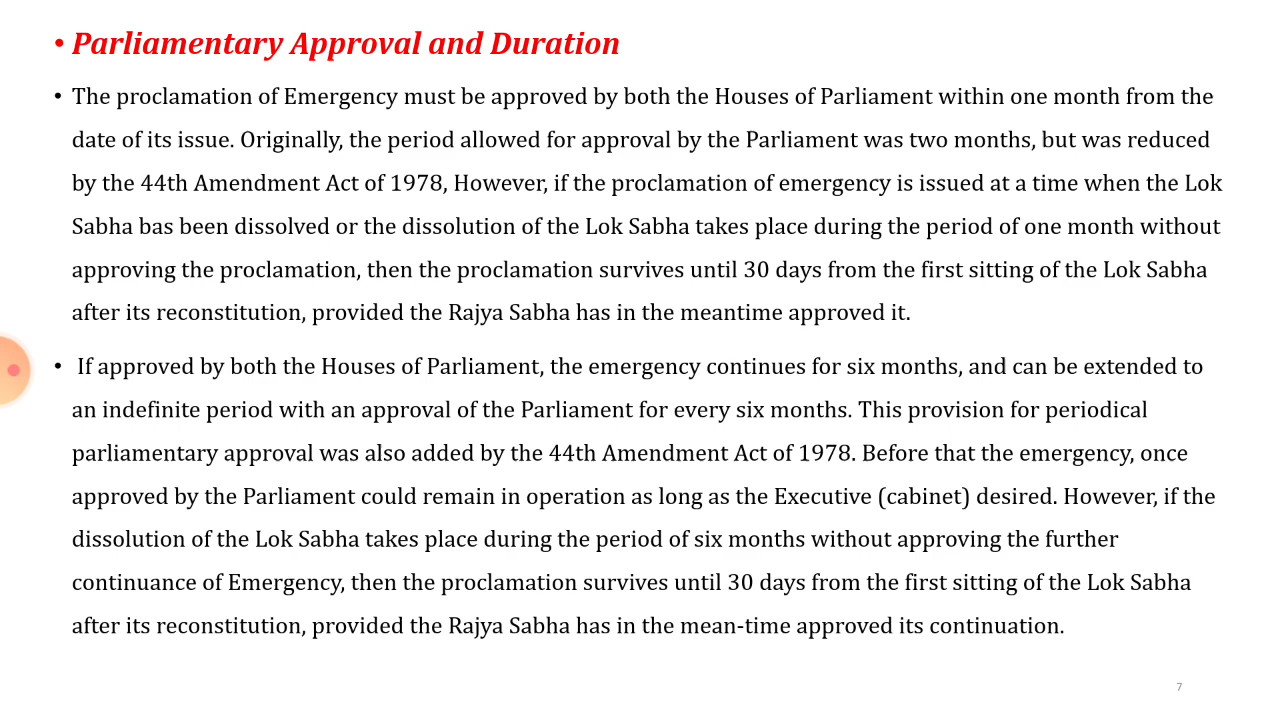 • Parliamentary Approval and Duration
• The proclamation of Emergency must be approved by both the Houses of Parliament within one month from the
date of its issue. Originally, the period allowed for approval by the Parliament was two months, but was reduced
by the 44th Amendment Act of 1978, However, if the proclamation of emergency is issued at a time when the Lok
Sabha bas been dissolved or the dissolution of the Lok Sabha takes place during the period of one month without
approving the proclamation, then the proclamation survives until 30 days from the first sitting of the Lok Sabha
after its reconstitution, provided the Rajya Sabha has in the meantime approved it.
• If approved by both the Houses of Parliament, the emergency continues for six months, and can be extended to
an indefinite period with an approval of the Parliament for every six months. This provision for periodical
parliamentary approval was also added by the 44th Amendment Act of 1978. Before that the emergency, once
approved by the Parliament could remain in operation as long as the Executive (cabinet) desired. However, if the
dissolution of the Lok Sabha takes place during the period of six months without approving the further
continuance of Emergency, then the proclamation survives until 30 days from the first sitting of the Lok Sabha
after its reconstitution, provided the Rajya Sabha has in the mean-time approved its continuation.
7